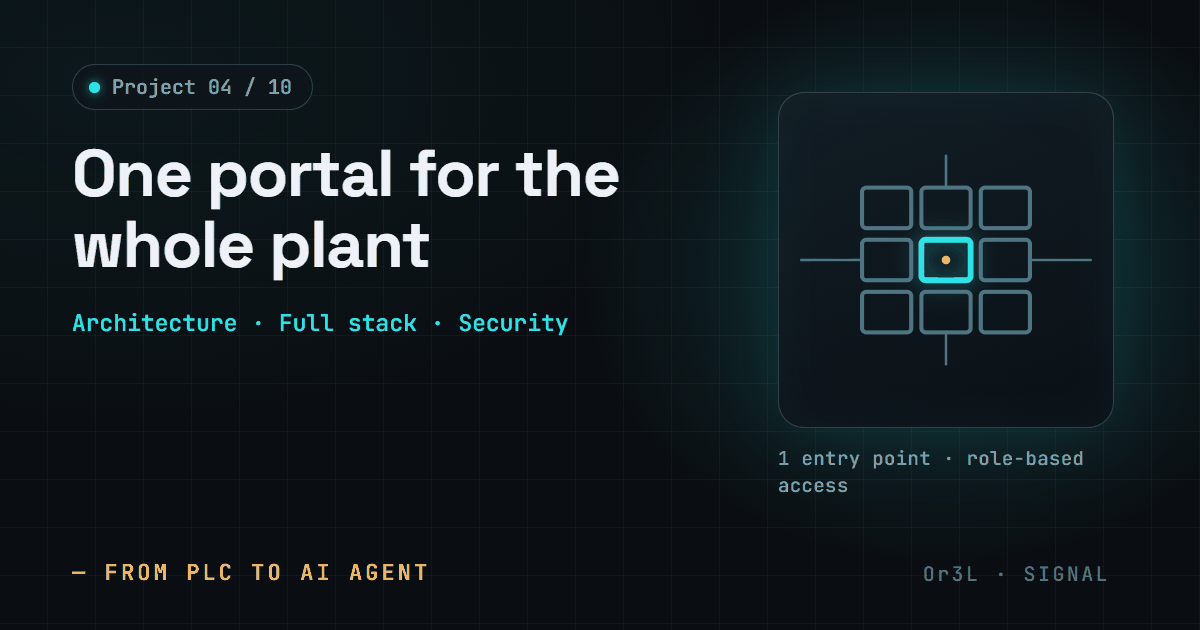 Project 04 / 10
One portal for the
whole plant
Architecture · Full stack · Security
1 entry point · role-based
access
— FROM PLC TO AI AGENT
Or3L · SIGNAL